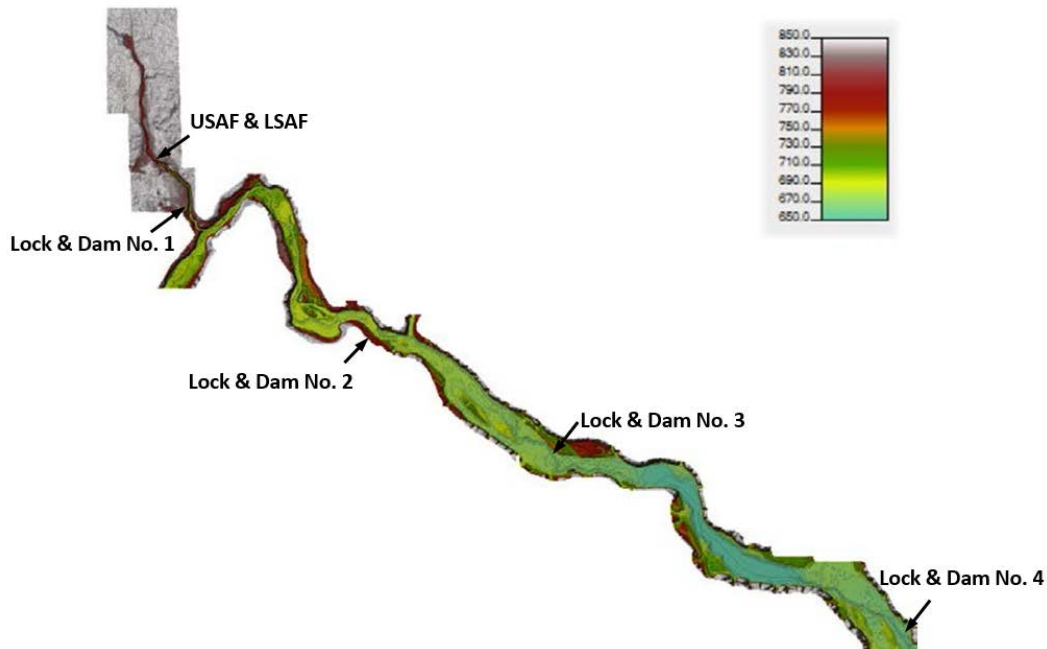 850.0
830.0
810.0
790.0
770.0
750.0
730.0
710.0
690.0
670.0
650.0
USAF & LSAF
Lock & Dam No. 1
Lock & Dam No. 2
Lock & Dam No. 3
Lock & Dam No. 4